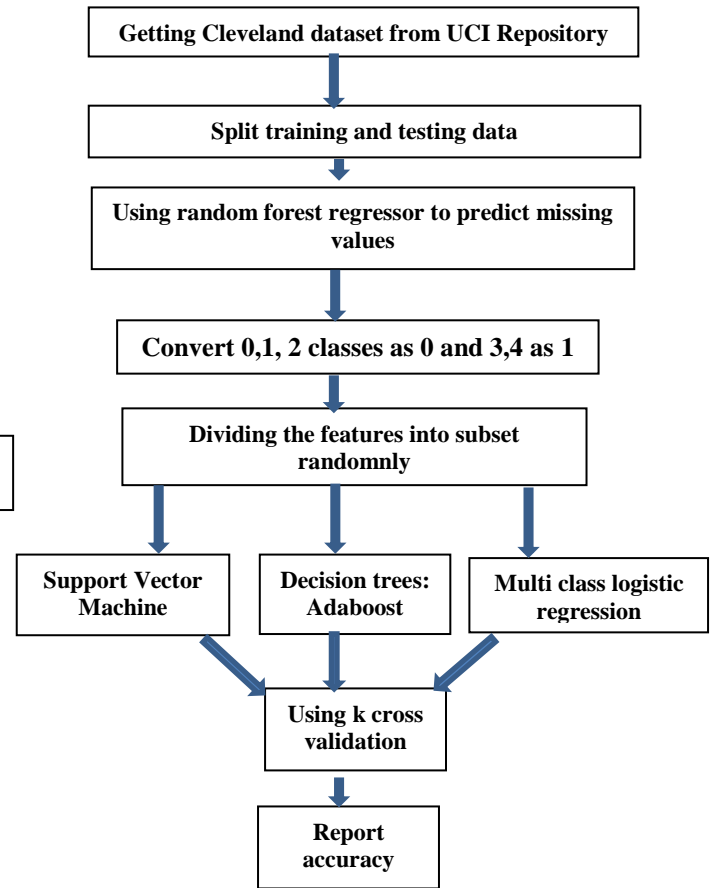 Getting Cleveland dataset from UCI Repository
Split training and testing data
Using random forest regressor to predict missing
values
Convert 0,1, 2 classes as 0 and 3,4 as 1
Dividing the features into subset
randomnly
Support Vector
Machine
Decision trees:
Adaboost
Multi class logistic
regression
Using k cross
validation
Report
accuracy